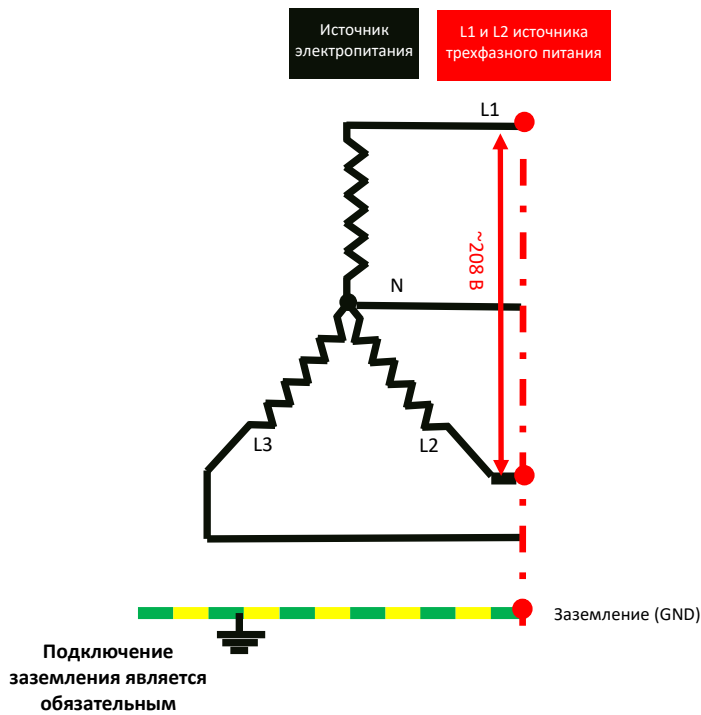 Источник
электропитания
L1 и L2 источника
трехфазного питания
L1
~208 В
N
L3
L2
Заземление (GND)
Подключение
заземления является
обязательным